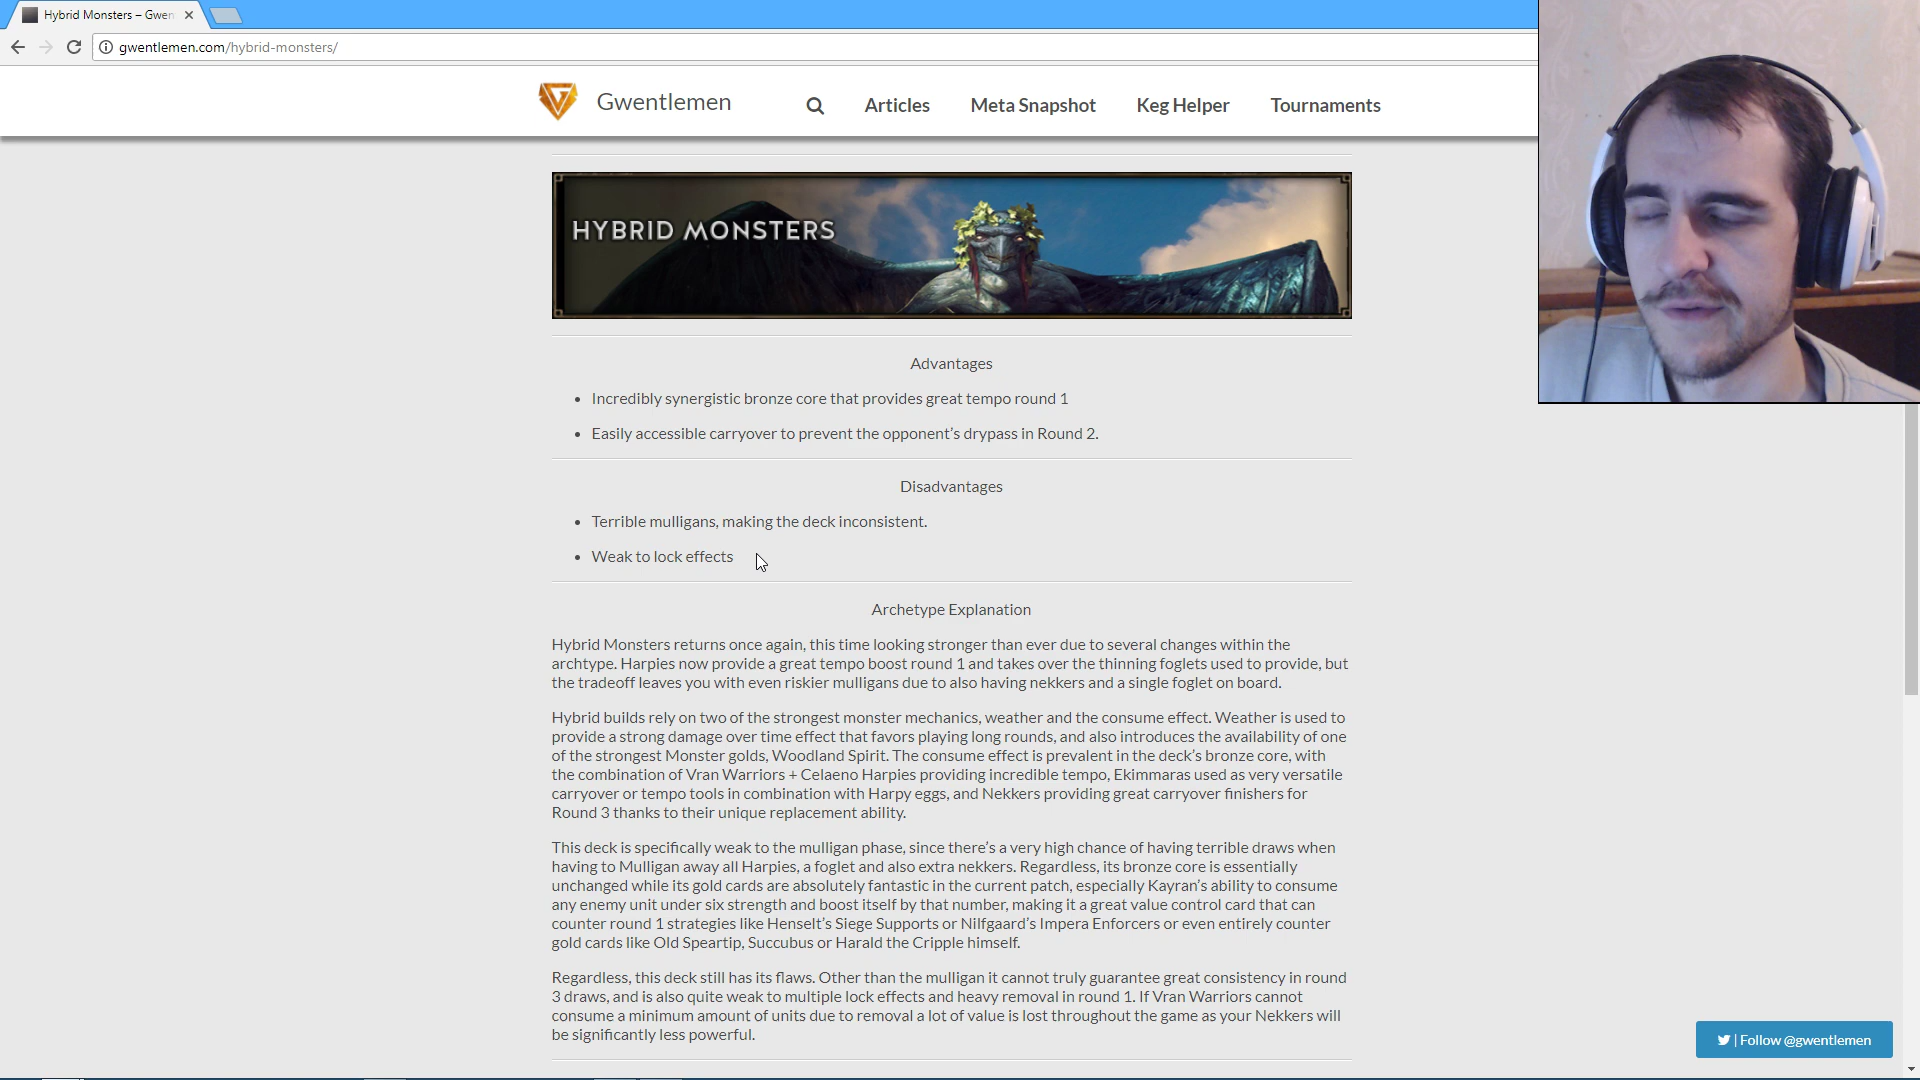 Hybrid Monsters – Gwen
gwentlemen.com/hybrid-monsters/
Gwentlemen
Articles
Meta Snapshot
Keg Helper
Tournaments
HYBRID MONSTERS
Advantages
• Incredibly synergistic bronze core that provides great tempo round 1
• Easily accessible carryover to prevent the opponent’s drypass in Round 2.
Disadvantages
• Terrible mulligans, making the deck inconsistent.
• Weak to lock effects
Archetype Explanation
Hybrid Monsters returns once again, this time looking stronger than ever due to several changes within the
archtype. Harpies now provide a great tempo boost round 1 and takes over the thinning foglets used to provide, but
the tradeoff leaves you with even riskier mulligans due to also having nekkers and a single foglet on board.
Hybrid builds rely on two of the strongest monster mechanics, weather and the consume effect. Weather is used to
provide a strong damage over time effect that favors playing long rounds, and also introduces the availability of one
of the strongest Monster golds, Woodland Spirit. The consume effect is prevalent in the deck’s bronze core, with
the combination of Vran Warriors + Celaeno Harpies providing incredible tempo, Ekimmaras used as very versatile
carryover or tempo tools in combination with Harpy eggs, and Nekkers providing great carryover finishers for
Round 3 thanks to their unique replacement ability.
This deck is specifically weak to the mulligan phase, since there’s a very high chance of having terrible draws when
having to Mulligan away all Harpies, a foglet and also extra nekkers. Regardless, its bronze core is essentially
unchanged while its gold cards are absolutely fantastic in the current patch, especially Kayran’s ability to consume
any enemy unit under six strength and boost itself by that number, making it a great value control card that can
counter round 1 strategies like Henselt’s Siege Supports or Nilfgaard’s Impera Enforcers or even entirely counter
gold cards like Old Speartip, Succubus or Harald the Cripple himself.
Regardless, this deck still has its flaws. Other than the mulligan it cannot truly guarantee great consistency in round
3 draws, and is also quite weak to multiple lock effects and heavy removal in round 1. If Vran Warriors cannot
consume a minimum amount of units due to removal a lot of value is lost throughout the game as your Nekkers will
be significantly less powerful.
| Follow @gwentlemen